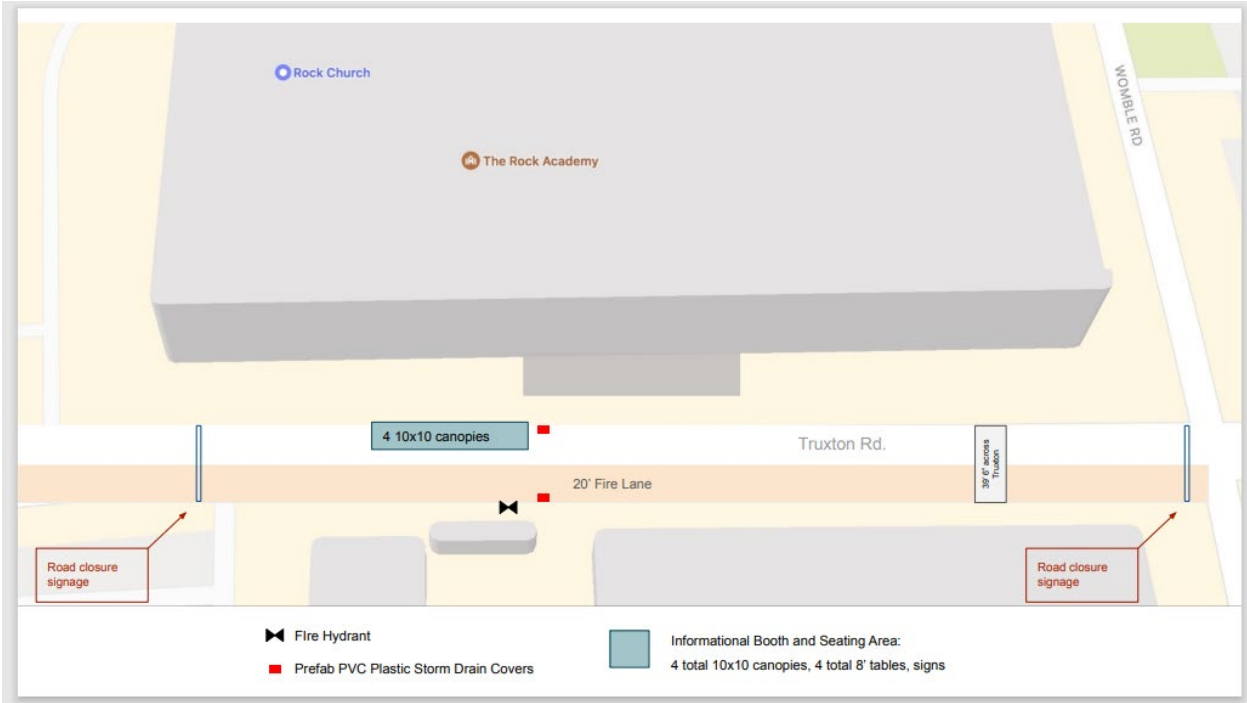 Rock Church
WOMBLE RD
The Rock Academy
4 10x10 canopies
Truxton Rd.
39' 6" across
Truxton
20' Fire Lane
Road closure
signage
Road closure
signage
FIre Hydrant
Prefab PVC Plastic Storm Drain Covers
Informational Booth and Seating Area:
4 total 10x10 canopies, 4 total 8' tables, signs